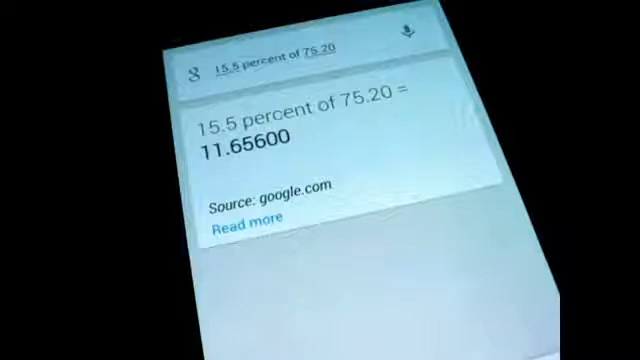 8 15.5 percent of 75.20
15.5 percent of 75.20 =
11.65600
Source: google.com
Read more